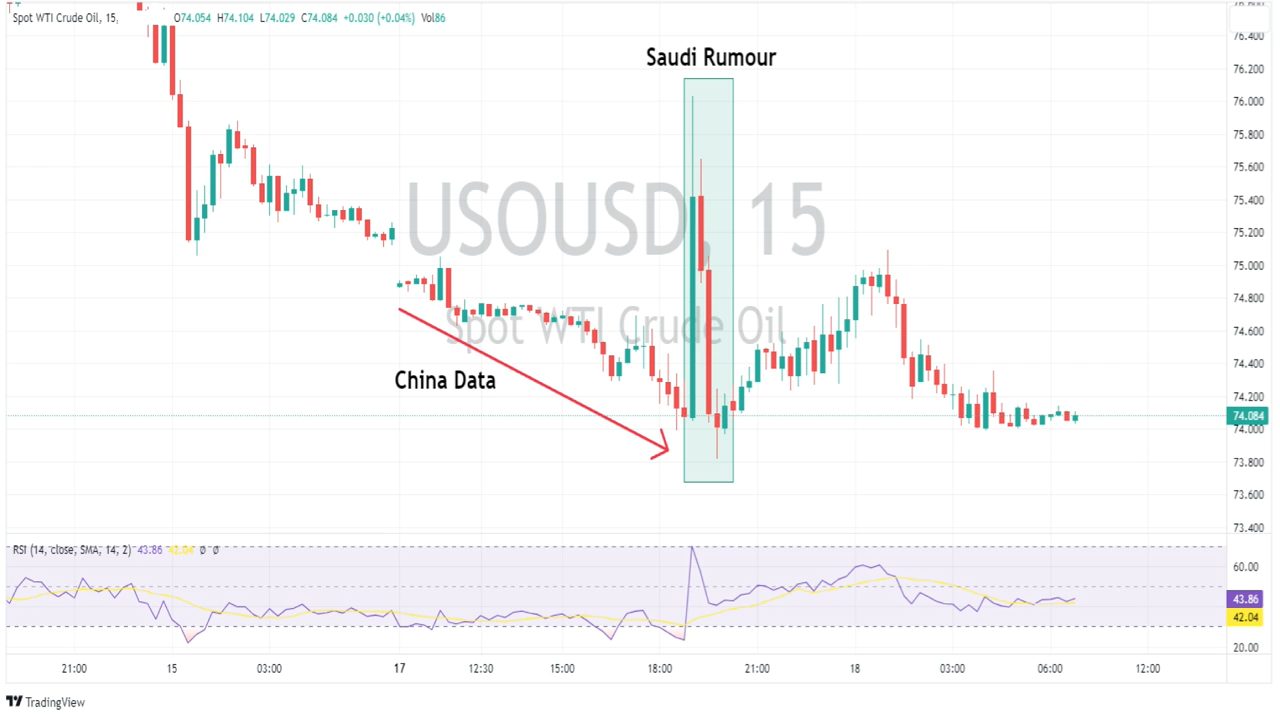 Spot WTI Crude Oil, 15, O74.054 H74.104 L74.029 C74.084 +0.030 (+0.04%) Vol86
76.400
Saudi Rumour
76.200
76.000
75.800
75.600
75.400
USOUSD, 15
75.200
75.000
74.800
Spot WTI Crude Oil
74.600
74.400
China Data
74.200
74.084
74.000
73.800
73.600
73.400
RSI (14, close, SMA, 14, 2) 43.86 42.04 Ø Ø
60.00
43.86
42.04
20.00
21:00 15 03:00 17 12:30 15:00 18:00 21:00 18 03:00 06:00 12:00
TradingView